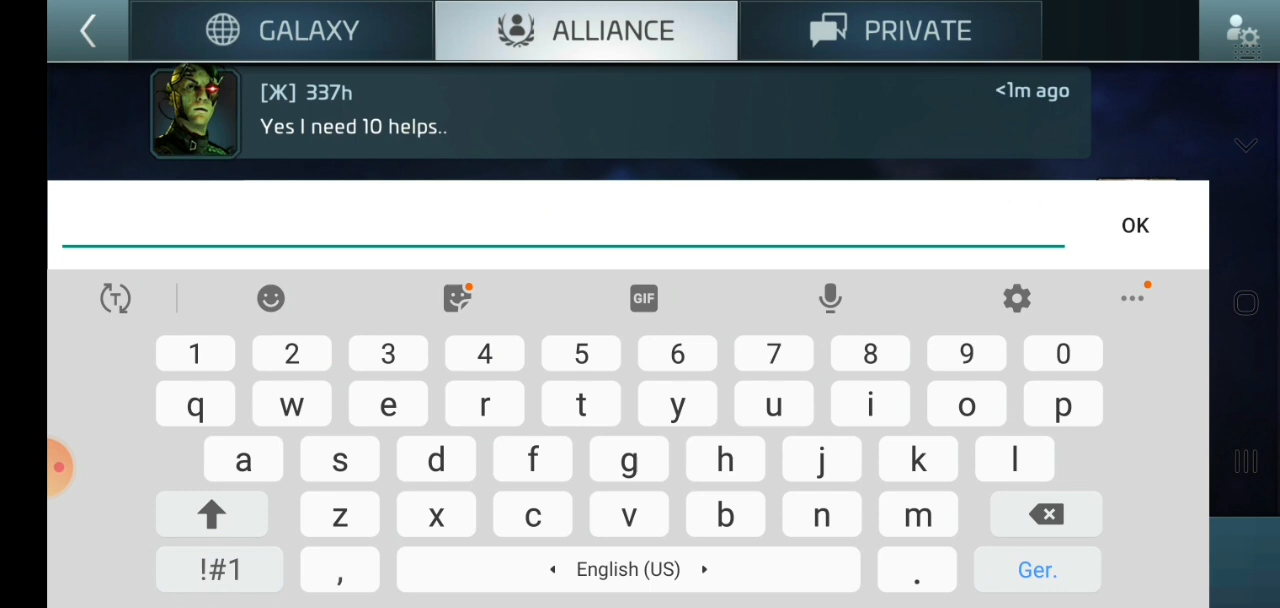 GALAXY ALLIANCE PRIVATE
[Ж] 337h <1m ago
Yes I need 10 helps..
OK
T GIF
1 2 3 4 5 6 7 8 9 0
q w e r t y u i o p
a s d f g h j k l
z x c v b n m
!#1 , English (US) . Ger.